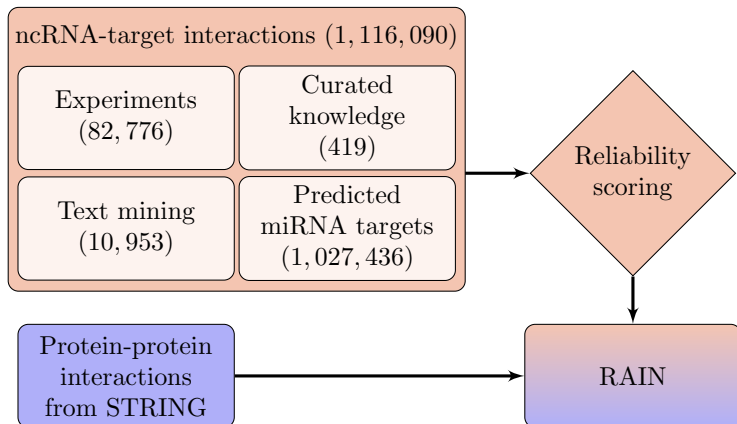 ncRNA-target interactions (1, 116, 090)
Experiments
(82, 776)
Curated
knowledge
(419)
Text mining
(10, 953)
Predicted
miRNA targets
(1, 027, 436)
Reliability
scoring
Protein-protein
interactions
from STRING
RAIN